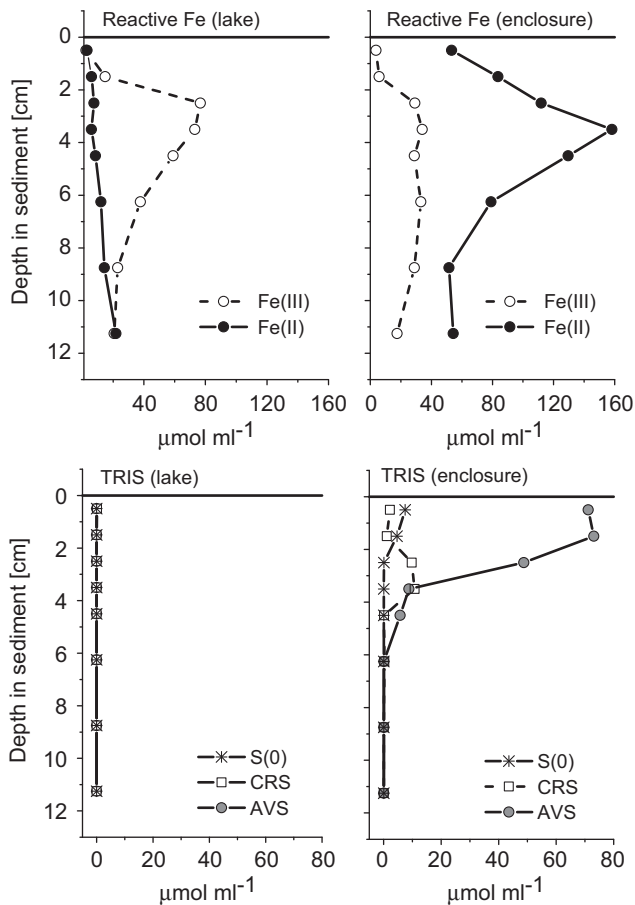 Reactive Fe (lake)
0
2
4
6
8
10
12
Depth in sediment [cm]
Fe(III)
Fe(II)
0 40 80 120 160
µmol ml⁻¹
Reactive Fe (enclosure)
Fe(III)
Fe(II)
0 40 80 120 160
µmol ml⁻¹
TRIS (lake)
0
2
4
6
8
10
12
Depth in sediment [cm]
S(0)
CRS
AVS
0 20 40 60 80
µmol ml⁻¹
TRIS (enclosure)
S(0)
CRS
AVS
0 20 40 60 80
µmol ml⁻¹